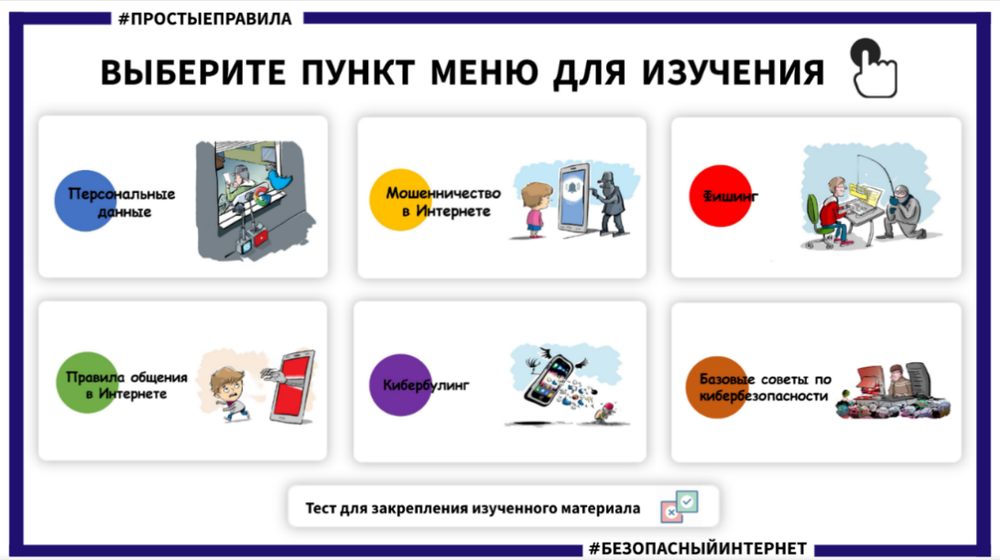 #ПРОСТЫЕПРАВИЛА
ВЫБЕРИТЕ ПУНКТ МЕНЮ ДЛЯ ИЗУЧЕНИЯ
Персональные
данные
Мошенничество
в Интернете
Фишинг
Правила общения
в Интернете
Кибербулинг
Базовые советы по
кибербезопасности
Тест для закрепления изученного материала
#БЕЗОПАСНЫЙИНТЕРНЕТ